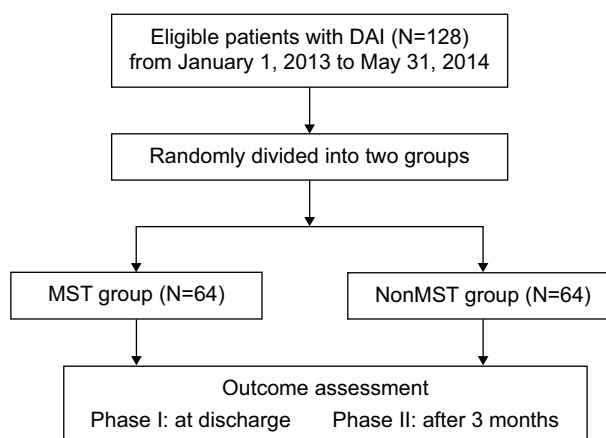 Eligible patients with DAI (N=128)
from January 1, 2013 to May 31, 2014
Randomly divided into two groups
MST group (N=64)
NonMST group (N=64)
Outcome assessment
Phase I: at discharge Phase II: after 3 months